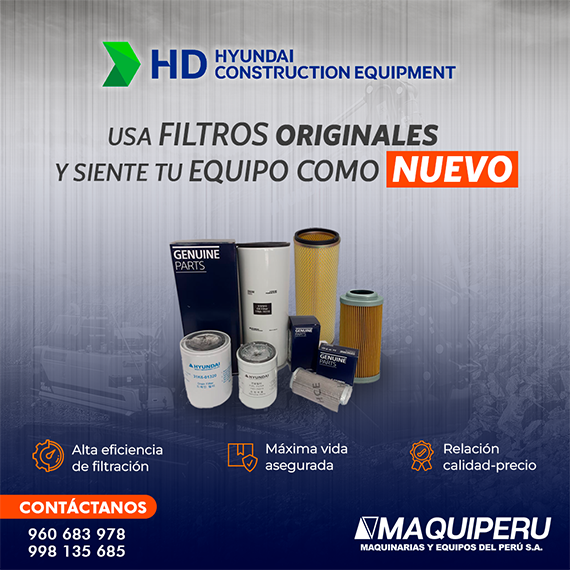 HD HYUNDAI
CONSTRUCTION EQUIPMENT
USA FILTROS ORIGINALES
Y SIENTE TU EQUIPO COMO NUEVO
GENUINE
PARTS
GENUINE
PARTS
HYUNDAI
HYUNDAI
Alta eficiencia
de filtración
Máxima vida
asegurada
Relación
calidad-precio
CONTÁCTANOS
960 683 978
998 135 685
MAQUIPERU
MAQUINARIAS Y EQUIPOS DEL PERÚ S.A.